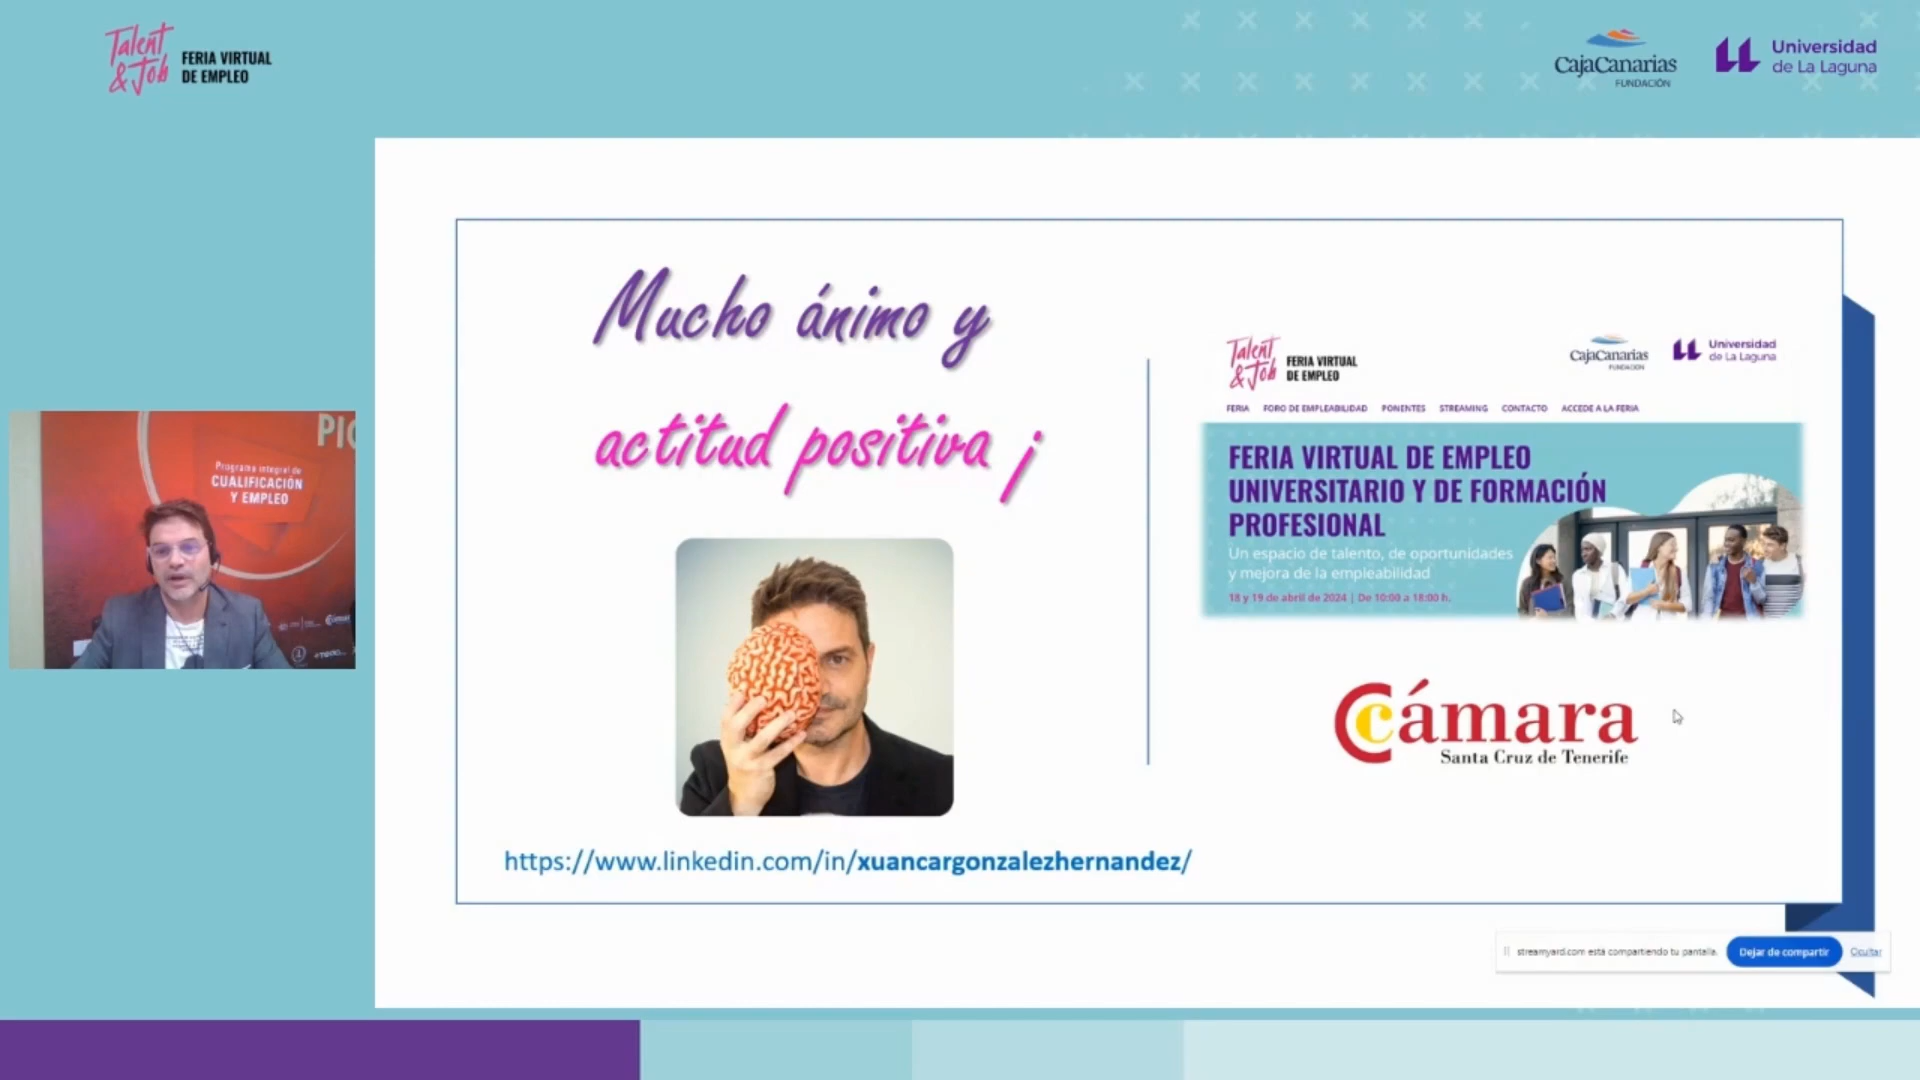 Talent
& Job
FERIA VIRTUAL
DE EMPLEO
CajaCanarias
FUNDACIÓN
Universidad
de La Laguna
PIC
Programa integral de
CUALIFICACIÓN
Y EMPLEO
Mucho ánimo y
actitud positiva ¡
https://www.linkedin.com/in/xuancargonzalezhernandez/
Talent
& Job
FERIA VIRTUAL
DE EMPLEO
CajaCanarias
FUNDACIÓN
Universidad
de La Laguna
FERIA FORO DE EMPLEABILIDAD PONENTES STREAMING CONTACTO ACCEDE A LA FERIA
FERIA VIRTUAL DE EMPLEO
UNIVERSITARIO Y DE FORMACIÓN
PROFESIONAL
Un espacio de talento, de oportunidades
y mejora de la empleabilidad
18 y 19 de abril de 2024 | De 10:00 a 18:00 h.
Cámara
Santa Cruz de Tenerife
streamyard.com está compartiendo tu pantalla. Dejar de compartir Ocultar